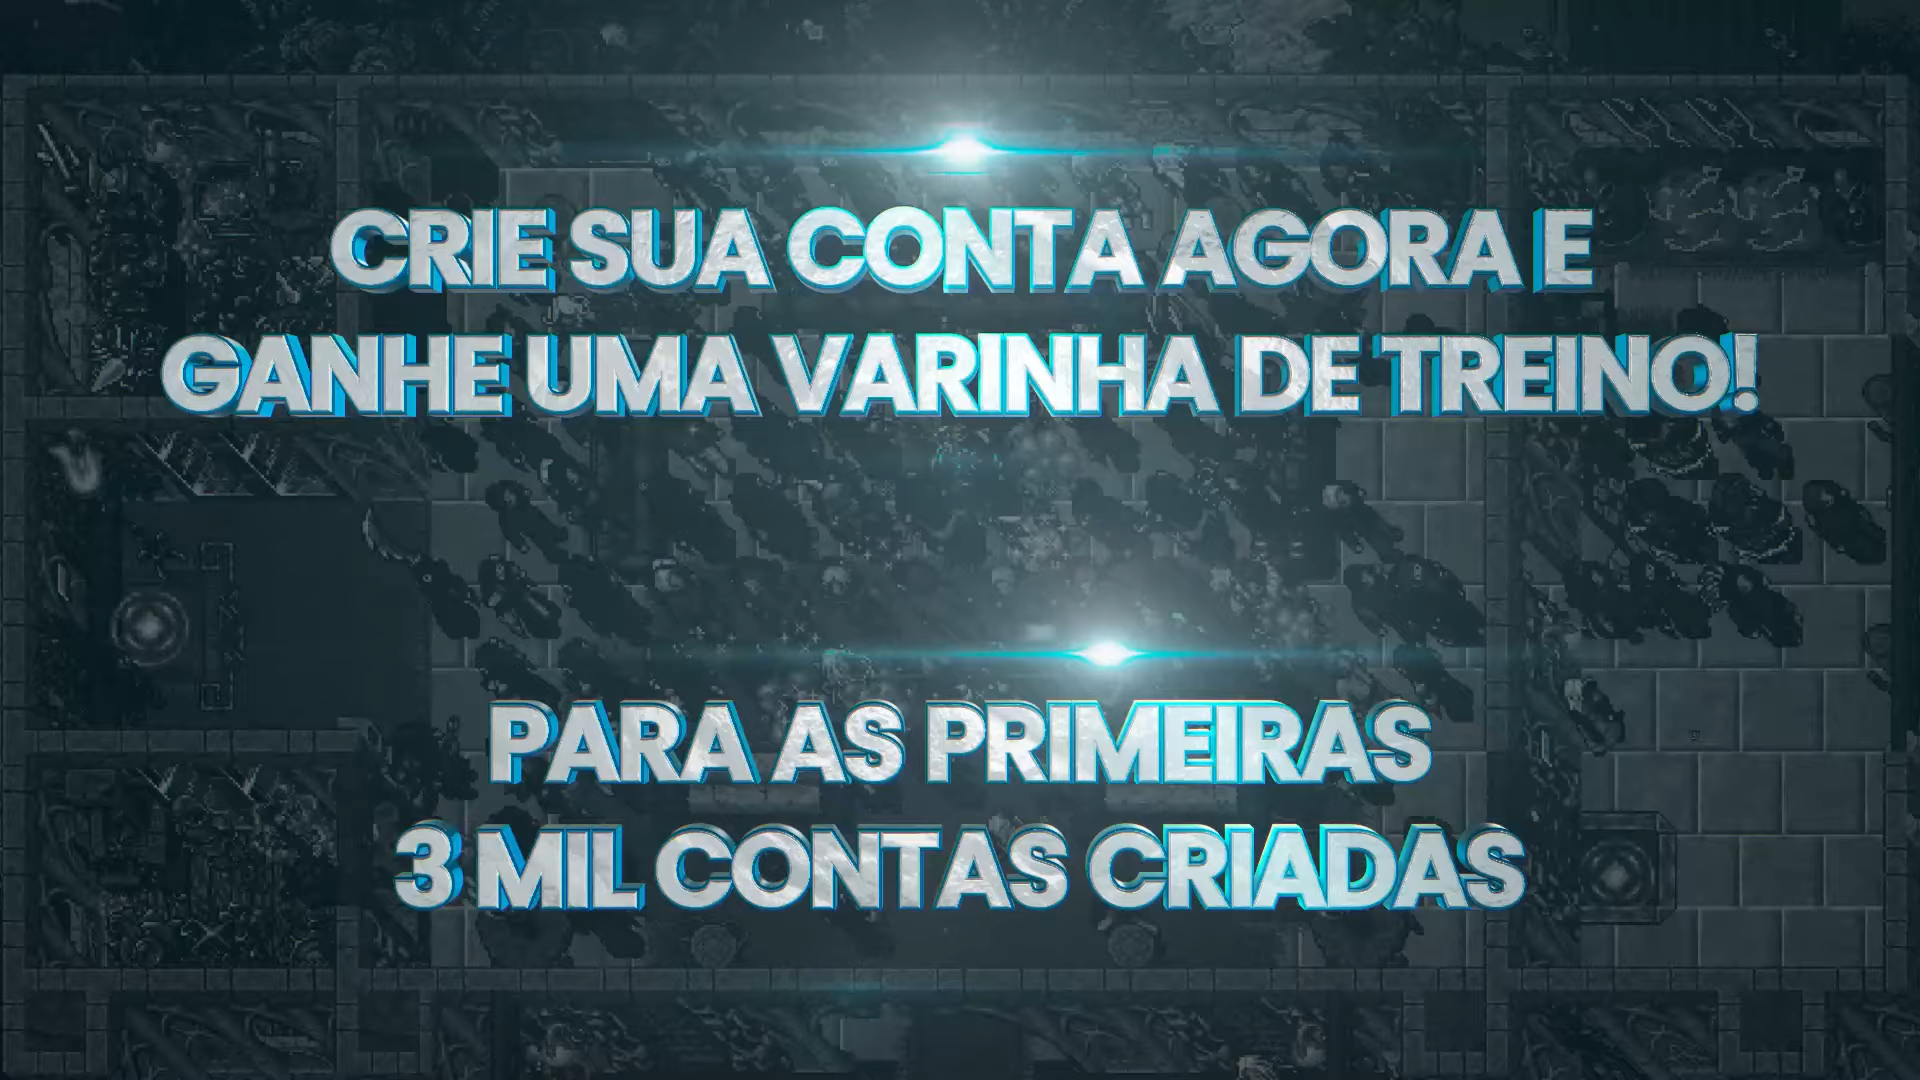 CRIE SUA CONTA AGORA E
GANHE UMA VARINHA DE TREINO!
PARA AS PRIMEIRAS
3 MIL CONTAS CRIADAS